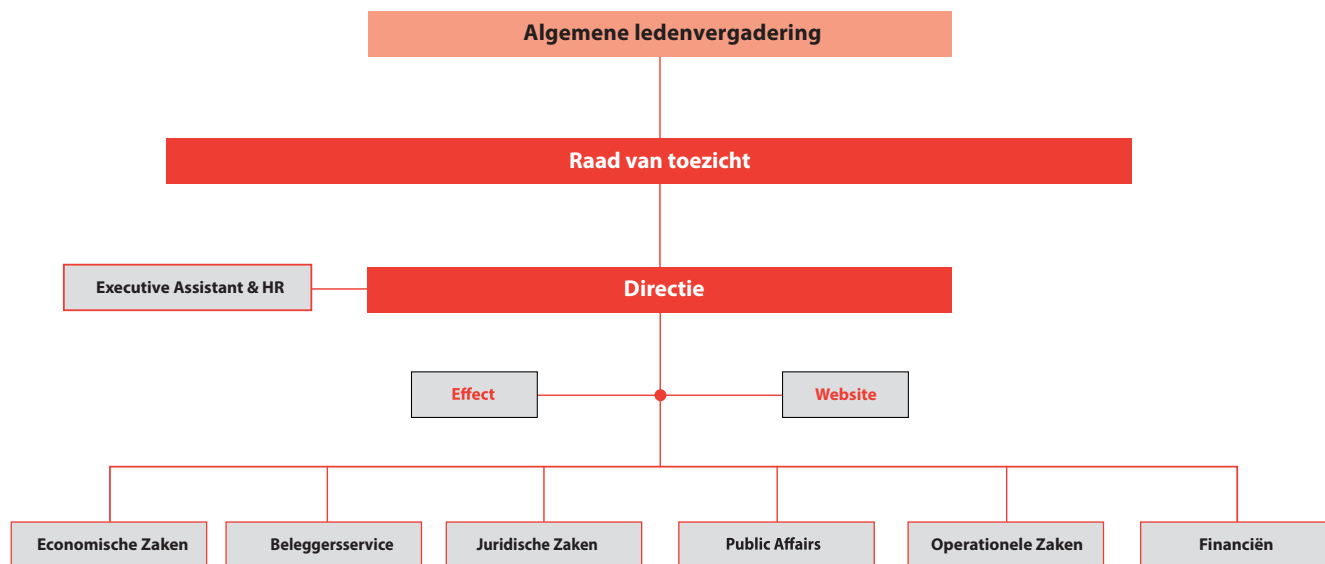 Algemene ledenvergadering
Raad van toezicht
Executive Assistant & HR
Directie
Effect
Website
Economische Zaken
Beleggersservice
Juridische Zaken
Public Affairs
Operationele Zaken
Financiën